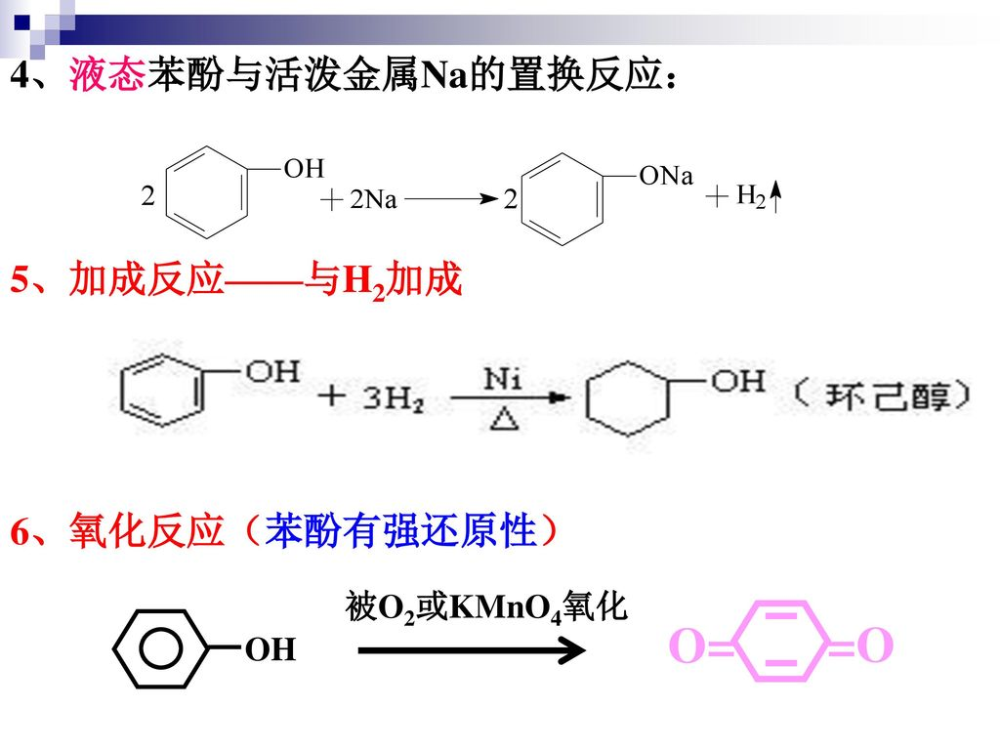 4、液态苯酚与活泼金属Na的置换反应：
2 OH + 2Na → 2 ONa + H₂↑
5、加成反应——与H₂加成
OH + 3H₂ Ni △ → OH （环己醇）
6、氧化反应（苯酚有强还原性）
被O₂或KMnO₄氧化
OH → O= =O